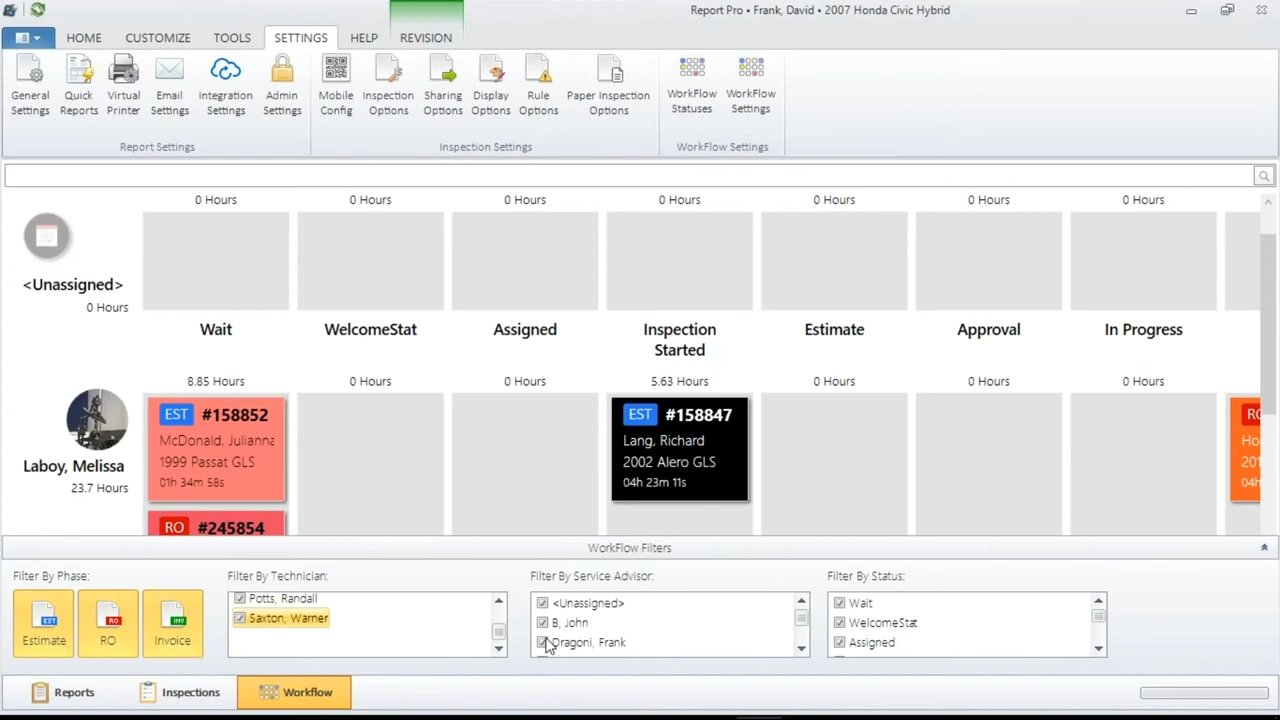 Report Pro • Frank, David • 2007 Honda Civic Hybrid
HOME CUSTOMIZE TOOLS SETTINGS HELP REVISION
General Settings
Quick Reports
Virtual Printer
Email Settings
Integration Settings
Admin Settings
Mobile Config
Inspection Options
Sharing Options
Display Options
Rule Options
Paper Inspection Options
WorkFlow Statuses
WorkFlow Settings
Report Settings
Inspection Settings
WorkFlow Settings
0 Hours 0 Hours 0 Hours 0 Hours 0 Hours 0 Hours 0 Hours
<Unassigned>
0 Hours
Wait WelcomeStat Assigned Inspection Started Estimate Approval In Progress
8.85 Hours 0 Hours 0 Hours 5.63 Hours 0 Hours 0 Hours 0 Hours
Laboy, Melissa
23.7 Hours
EST #158852
McDonald, Julianna
1999 Passat GLS
01h 34m 58s
RO #245854
EST #158847
Lang, Richard
2002 Alero GLS
04h 23m 11s
WorkFlow Filters
Filter By Phase:
EST
Estimate
RO
RO
INV
Invoice
Filter By Technician:
Potts, Randall
Saxton, Warner
Filter By Service Advisor:
<Unassigned>
B, John
Dragoni, Frank
Filter By Status:
Wait
WelcomeStat
Assigned
Reports Inspections Workflow